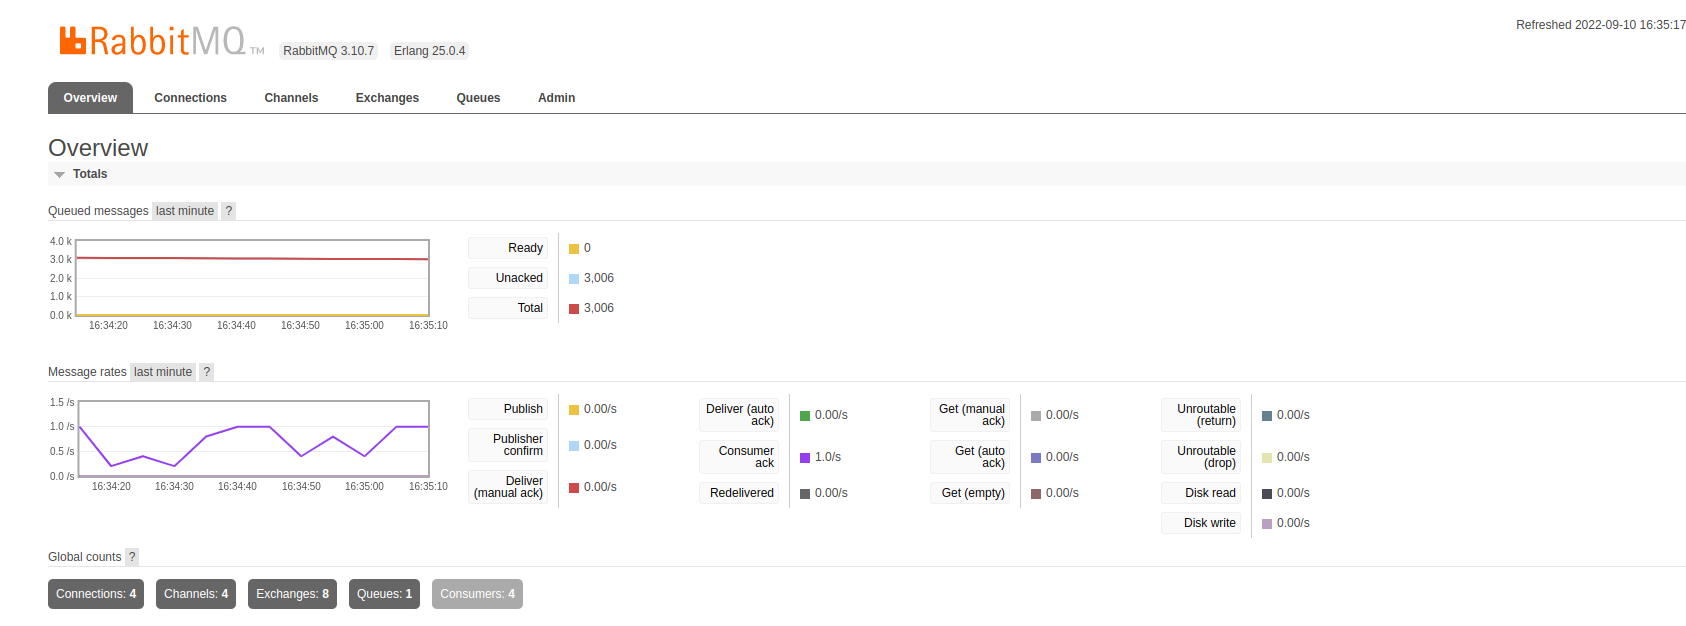 Refreshed 2022-09-10 16:35:17
RabbitMQ TM RabbitMQ 3.10.7 Erlang 25.0.4
Overview Connections Channels Exchanges Queues Admin
Overview
Totals
Queued messages last minute ?
4.0 k
3.0 k
2.0 k
1.0 k
0.0 k
16:34:20 16:34:30 16:34:40 16:34:50 16:35:00 16:35:10
Ready 0
Unacked 3,006
Total 3,006
Message rates last minute ?
1.5 /s
1.0 /s
0.5 /s
0.0 /s
16:34:20 16:34:30 16:34:40 16:34:50 16:35:00 16:35:10
Publish 0.00/s
Publisher
confirm 0.00/s
Deliver
(manual ack) 0.00/s
Deliver (auto
ack) 0.00/s
Consumer
ack 1.0/s
Redelivered 0.00/s
Get (manual
ack) 0.00/s
Get (auto
ack) 0.00/s
Get (empty) 0.00/s
Unroutable
(return) 0.00/s
Unroutable
(drop) 0.00/s
Disk read 0.00/s
Disk write 0.00/s
Global counts ?
Connections: 4 Channels: 4 Exchanges: 8 Queues: 1 Consumers: 4